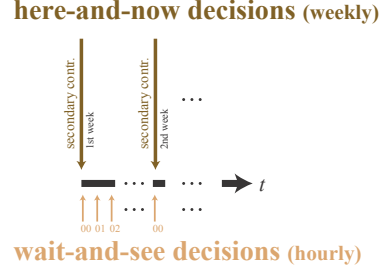 here-and-now decisions (weekly)
secondary contr.
1st week
secondary contr.
2nd week
...
... ... t
... ...
00 01 02 00
wait-and-see decisions (hourly)